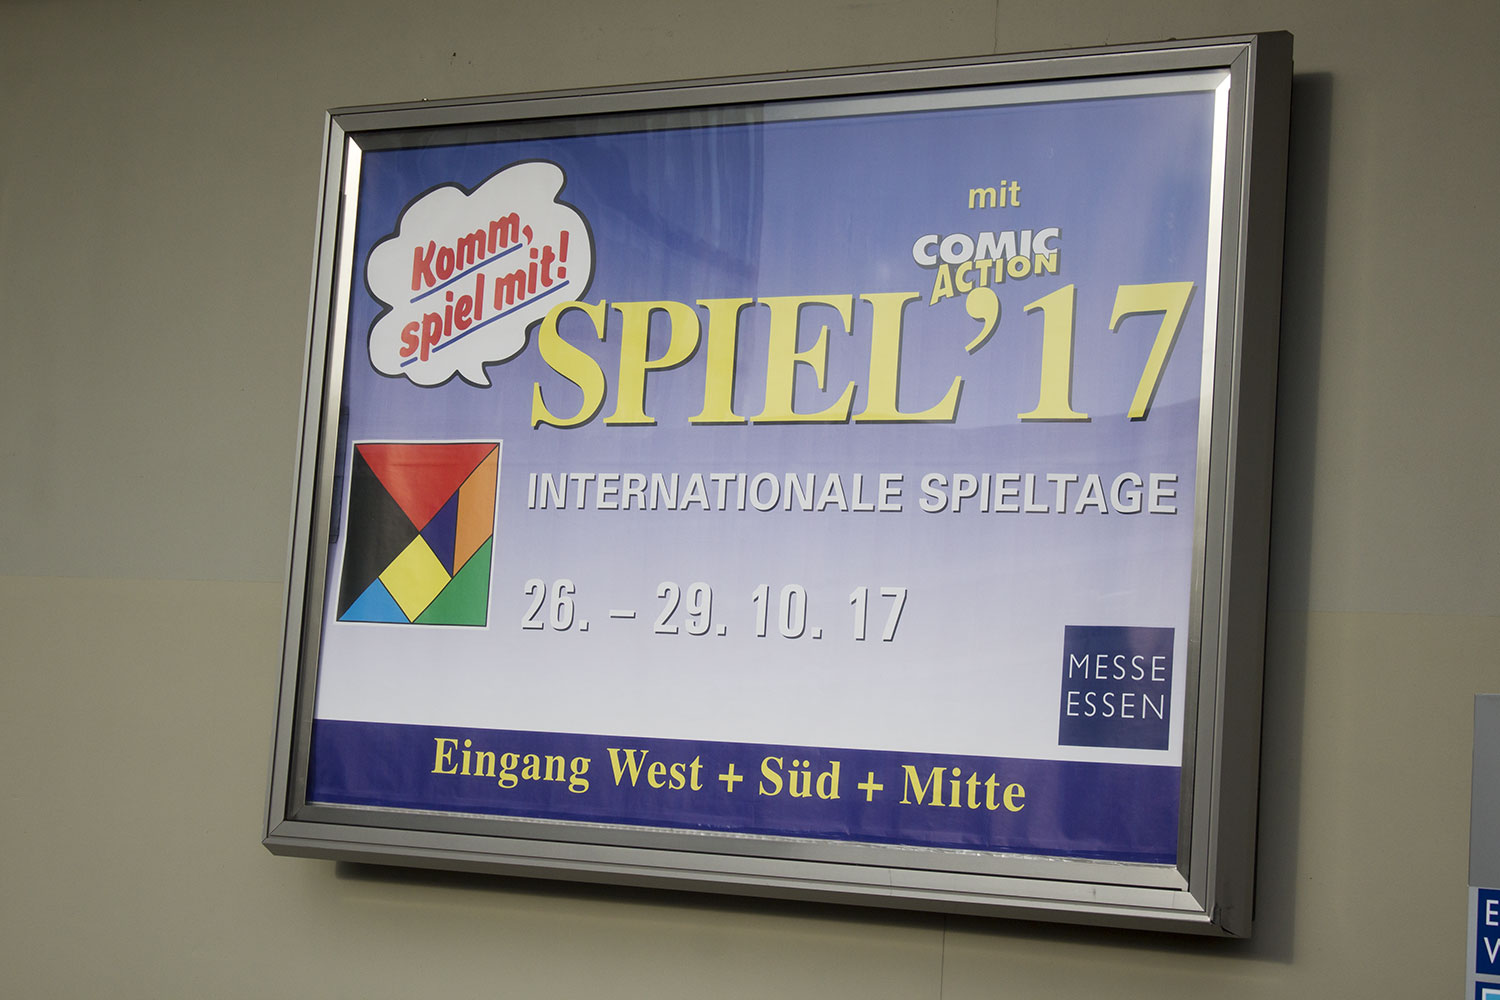 Komm,
spiel mit!
mit
COMIC
ACTION
SPIEL'17
INTERNATIONALE SPIELTAGE
26. – 29. 10. 17
MESSE
ESSEN
Eingang West + Süd + Mitte